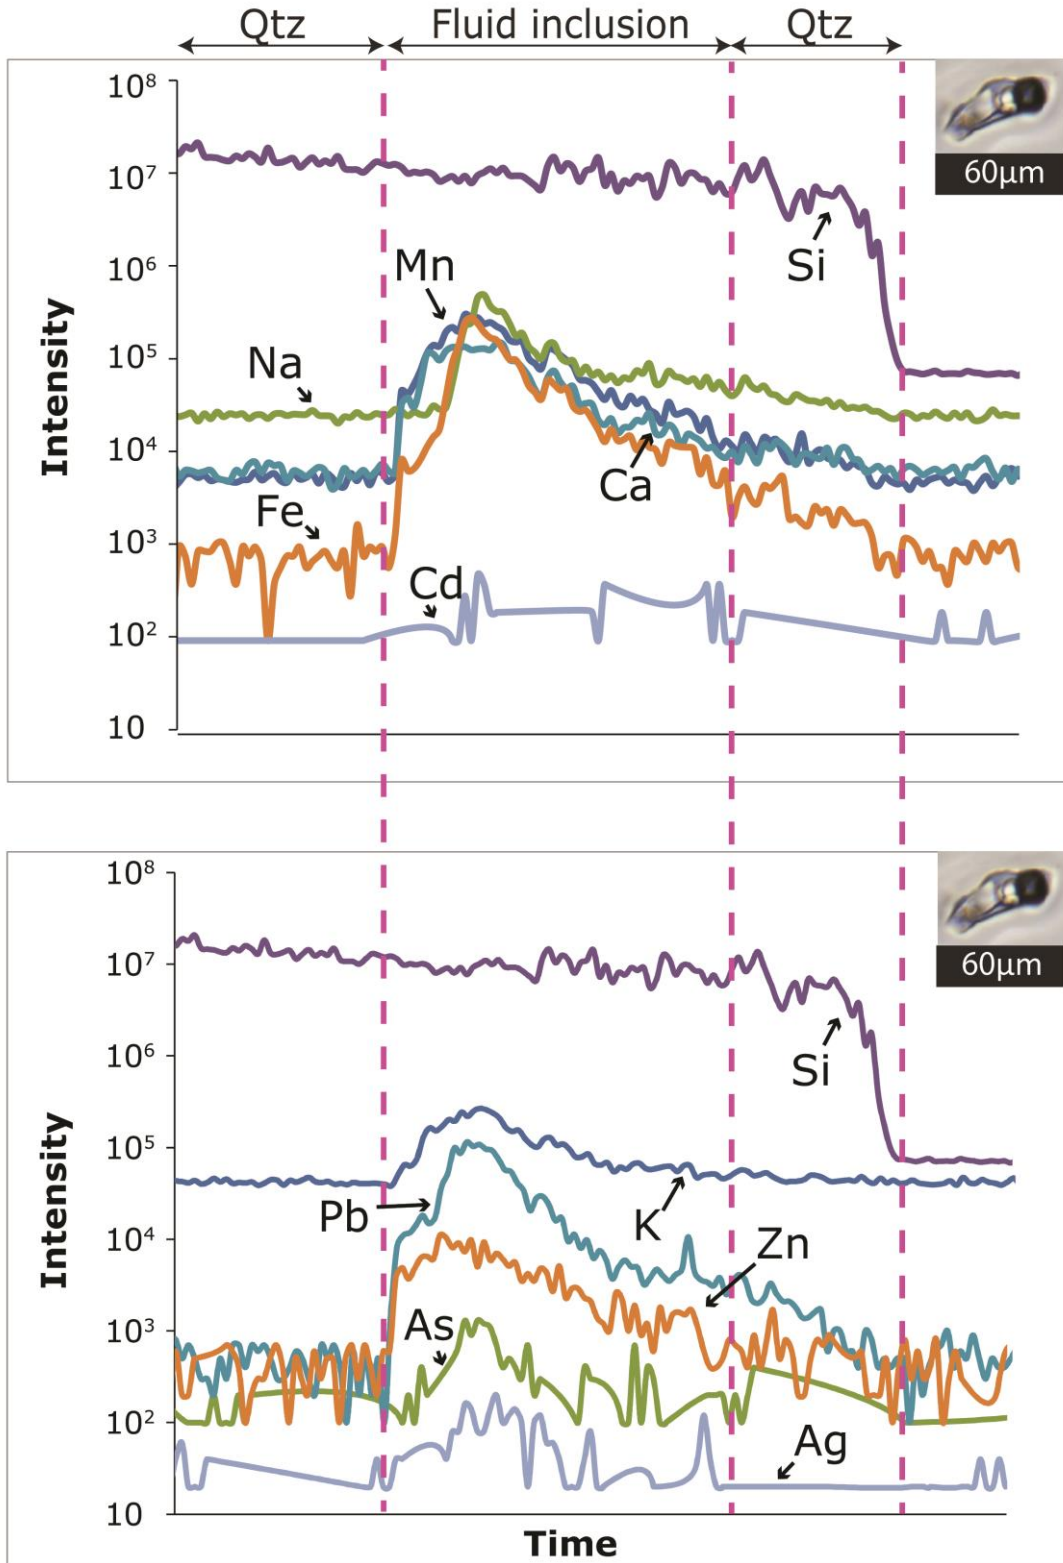 Qtz Fluid inclusion Qtz
10⁸
60μm
10⁷
Mn
Si
10⁶
Na
10⁵
Intensity
10⁴
Ca
Fe
10³
Cd
10²
10
10⁸
60μm
10⁷
Si
10⁶
10⁵
Intensity
Pb
K
10⁴
Zn
As
10³
10²
Ag
10
Time